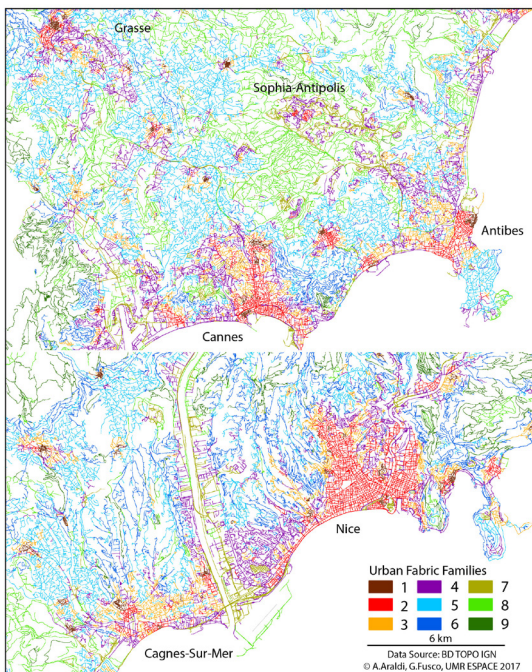 Grasse
Sophia-Antipolis
Antibes
Cannes
Nice
Cagnes-Sur-Mer
Urban Fabric Families
1 4 7
2 5 8
3 6 9
6 km
Data Source: BD TOPO IGN
© A.Araldi, G.Fusco, UMR ESPACE 2017